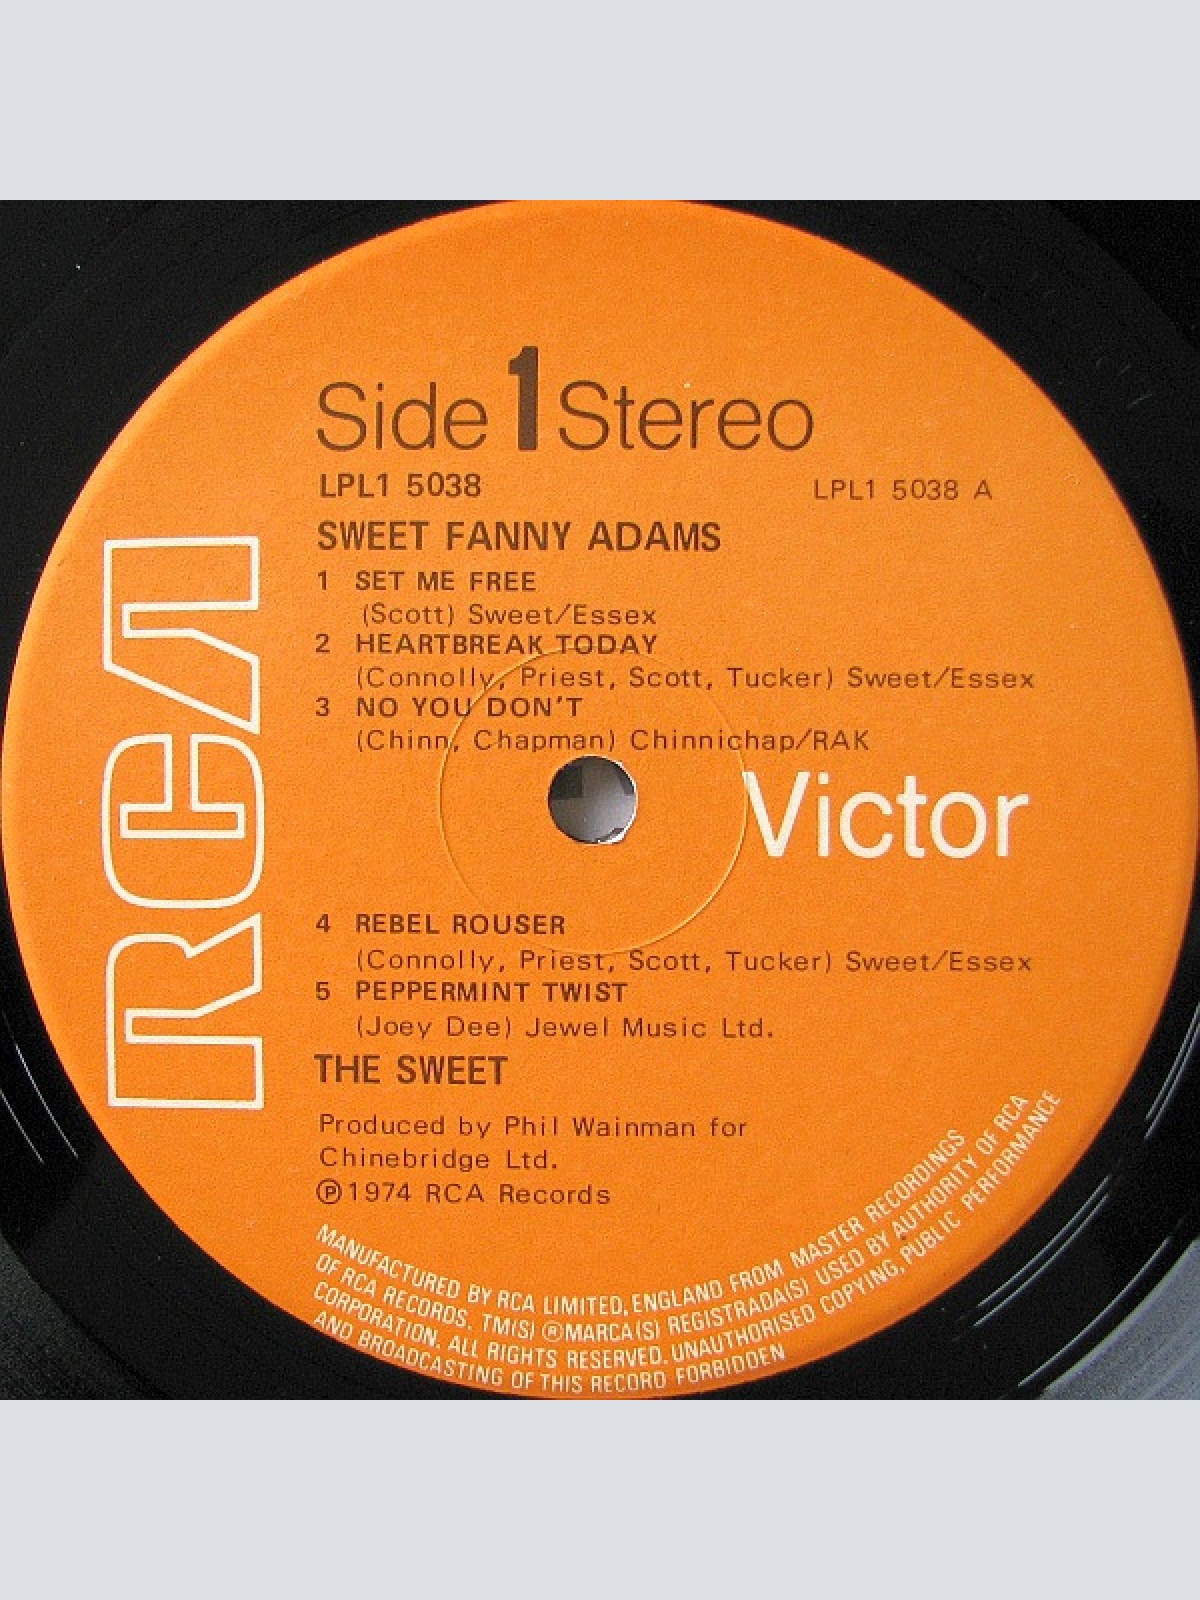 Side 1 Stereo
LPL1 5038
LPL1 5038 A
SWEET FANNY ADAMS
1 SET ME FREE
(Scott) Sweet/Essex
2 HEARTBREAK TODAY
(Connolly, Priest, Scott, Tucker) Sweet/Essex
3 NO YOU DON'T
(Chinn, Chapman) Chinnichap/RAK
RCA
Victor
4 REBEL ROUSER
(Connolly, Priest, Scott, Tucker) Sweet/Essex
5 PEPPERMINT TWIST
(Joey Dee) Jewel Music Ltd.
THE SWEET
Produced by Phil Wainman for
Chinebridge Ltd.
℗1974 RCA Records
MANUFACTURED BY RCA LIMITED, ENGLAND FROM MASTER RECORDINGS
OF RCA RECORDS. TM(S) ®MARCA(S) REGISTRADA(S) USED BY AUTHORITY OF RCA
CORPORATION. ALL RIGHTS RESERVED. UNAUTHORISED COPYING, PUBLIC PERFORMANCE
AND BROADCASTING OF THIS RECORD FORBIDDEN